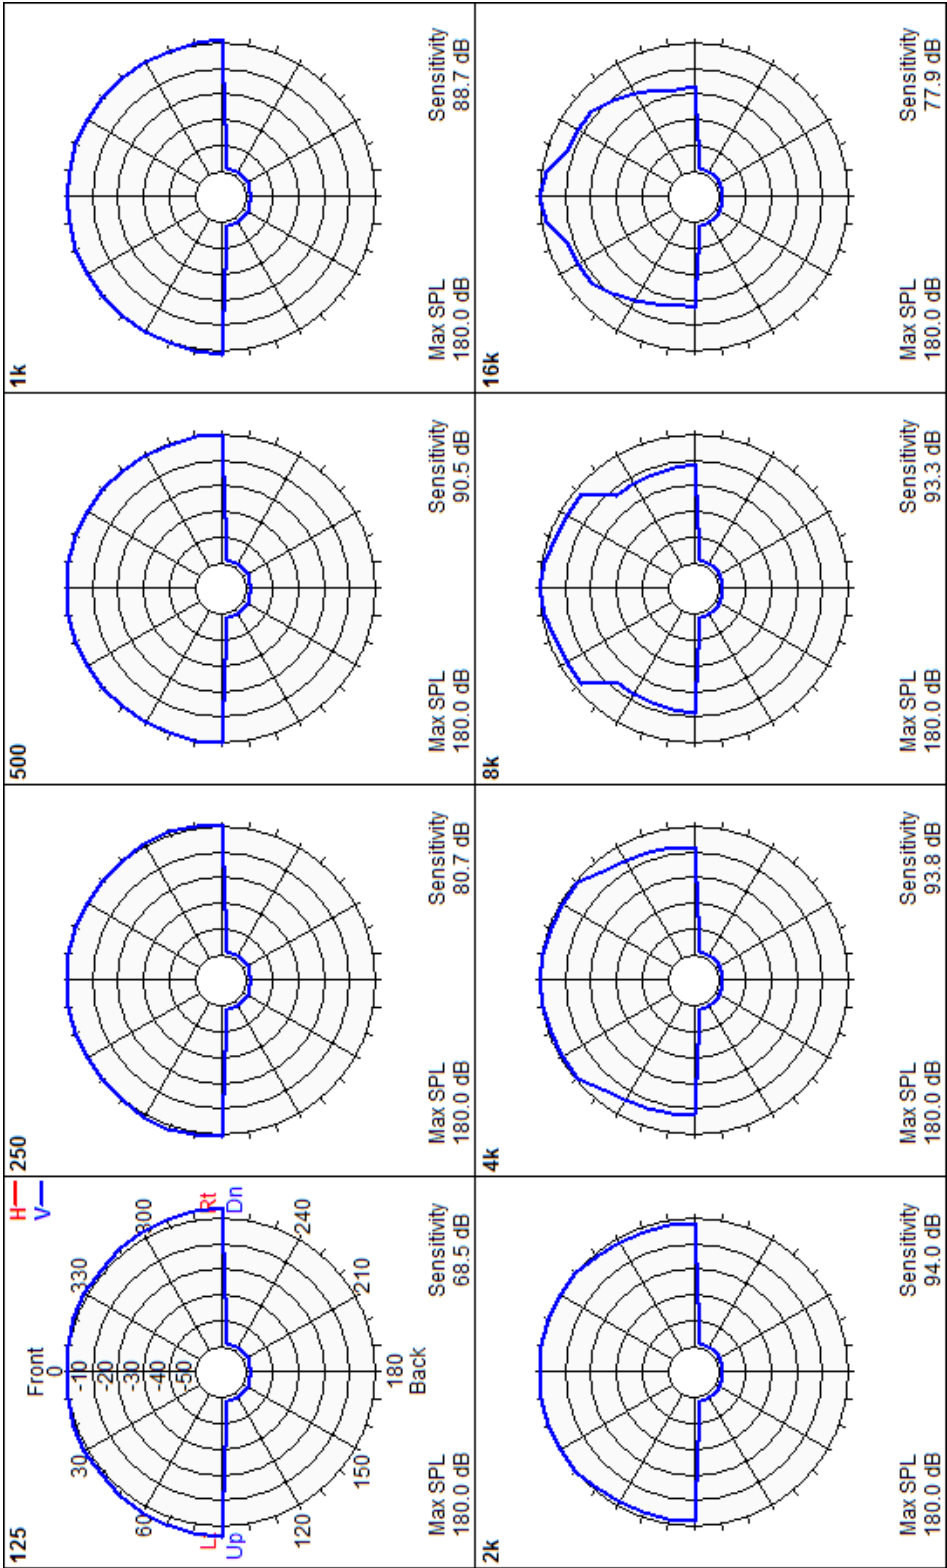 125
H
V
Front
0
30
330
-10
-20
60
300
-30
-40
-50
L
Rt
Up
Dn
120
240
150
210
180
Back
Max SPL
180.0 dB
Sensitivity
68.5 dB
250
Max SPL
180.0 dB
Sensitivity
80.7 dB
500
Max SPL
180.0 dB
Sensitivity
90.5 dB
1k
Max SPL
180.0 dB
Sensitivity
88.7 dB
2k
Max SPL
180.0 dB
Sensitivity
94.0 dB
4k
Max SPL
180.0 dB
Sensitivity
93.8 dB
8k
Max SPL
180.0 dB
Sensitivity
93.3 dB
16k
Max SPL
180.0 dB
Sensitivity
77.9 dB